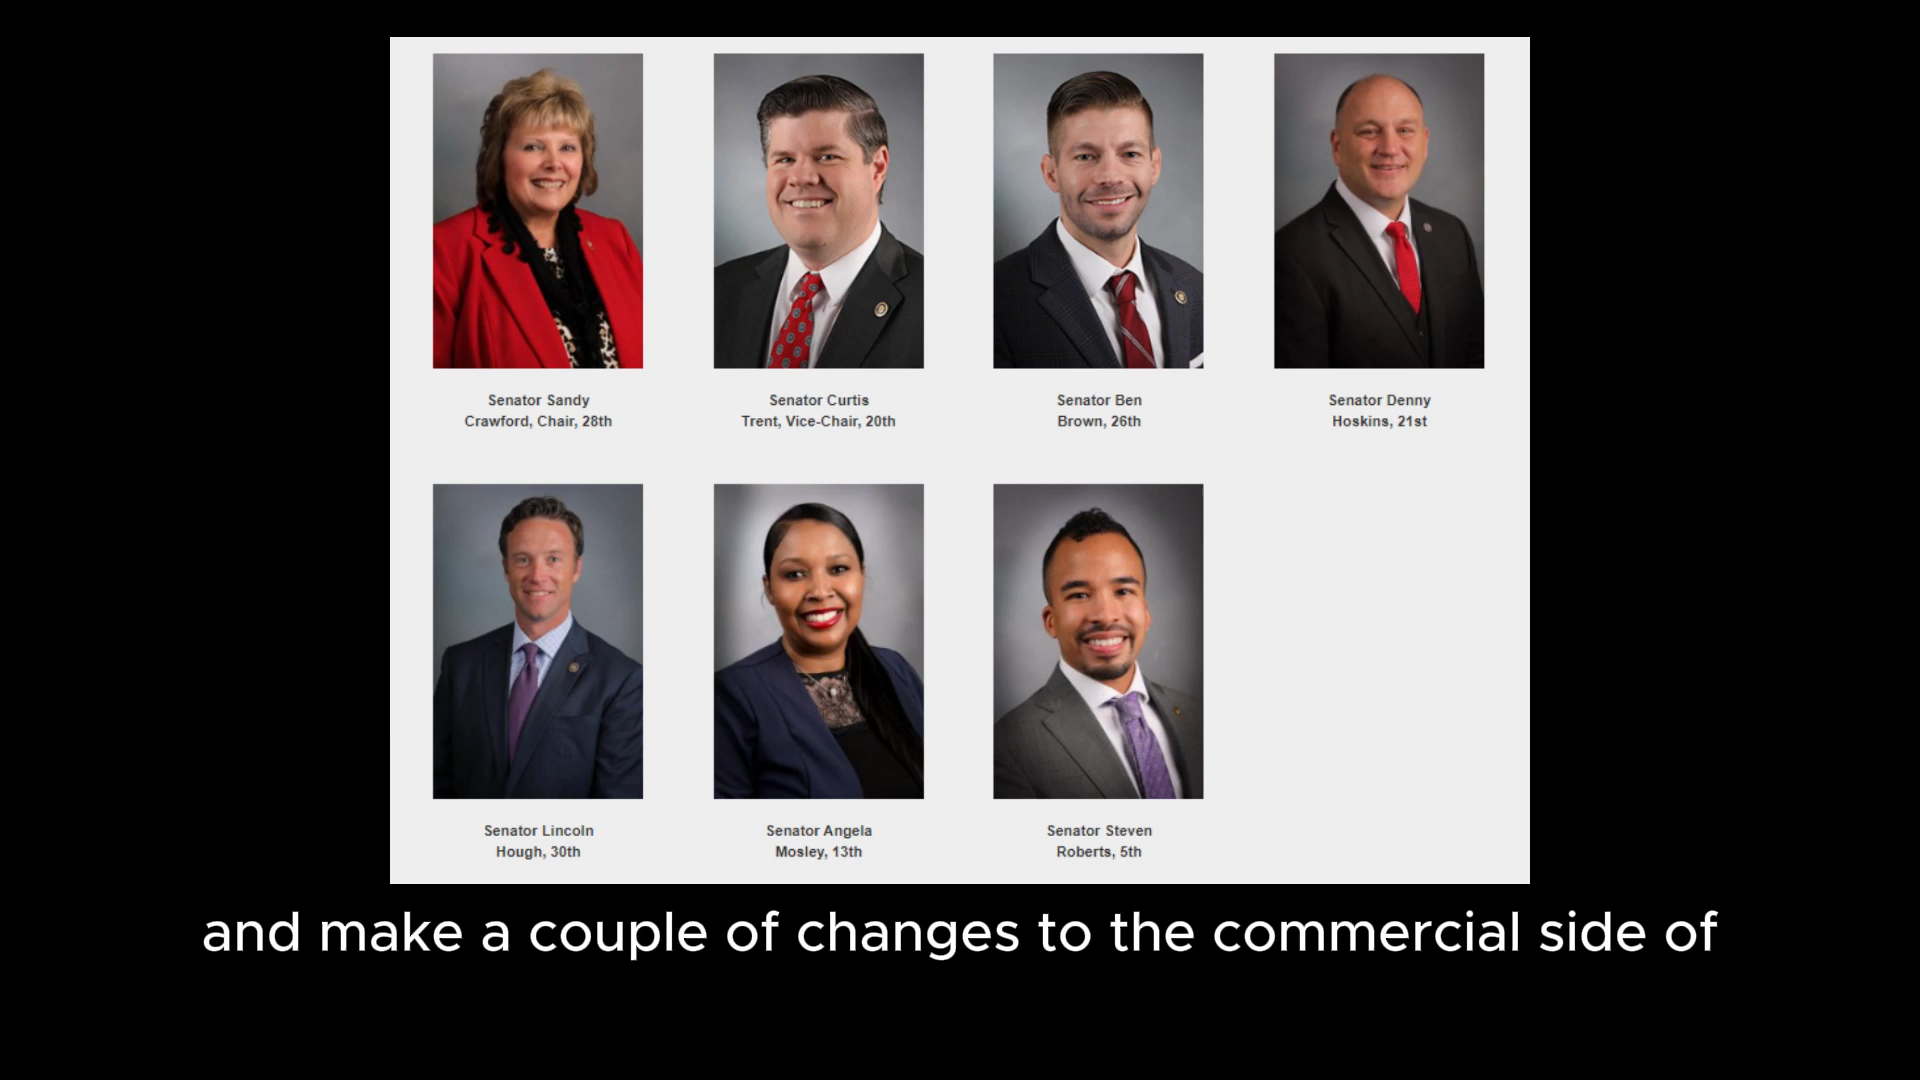 Senator Sandy
Crawford, Chair, 28th
Senator Curtis
Trent, Vice-Chair, 20th
Senator Ben
Brown, 26th
Senator Denny
Hoskins, 21st
Senator Lincoln
Hough, 30th
Senator Angela
Mosley, 13th
Senator Steven
Roberts, 5th
and make a couple of changes to the commercial side of